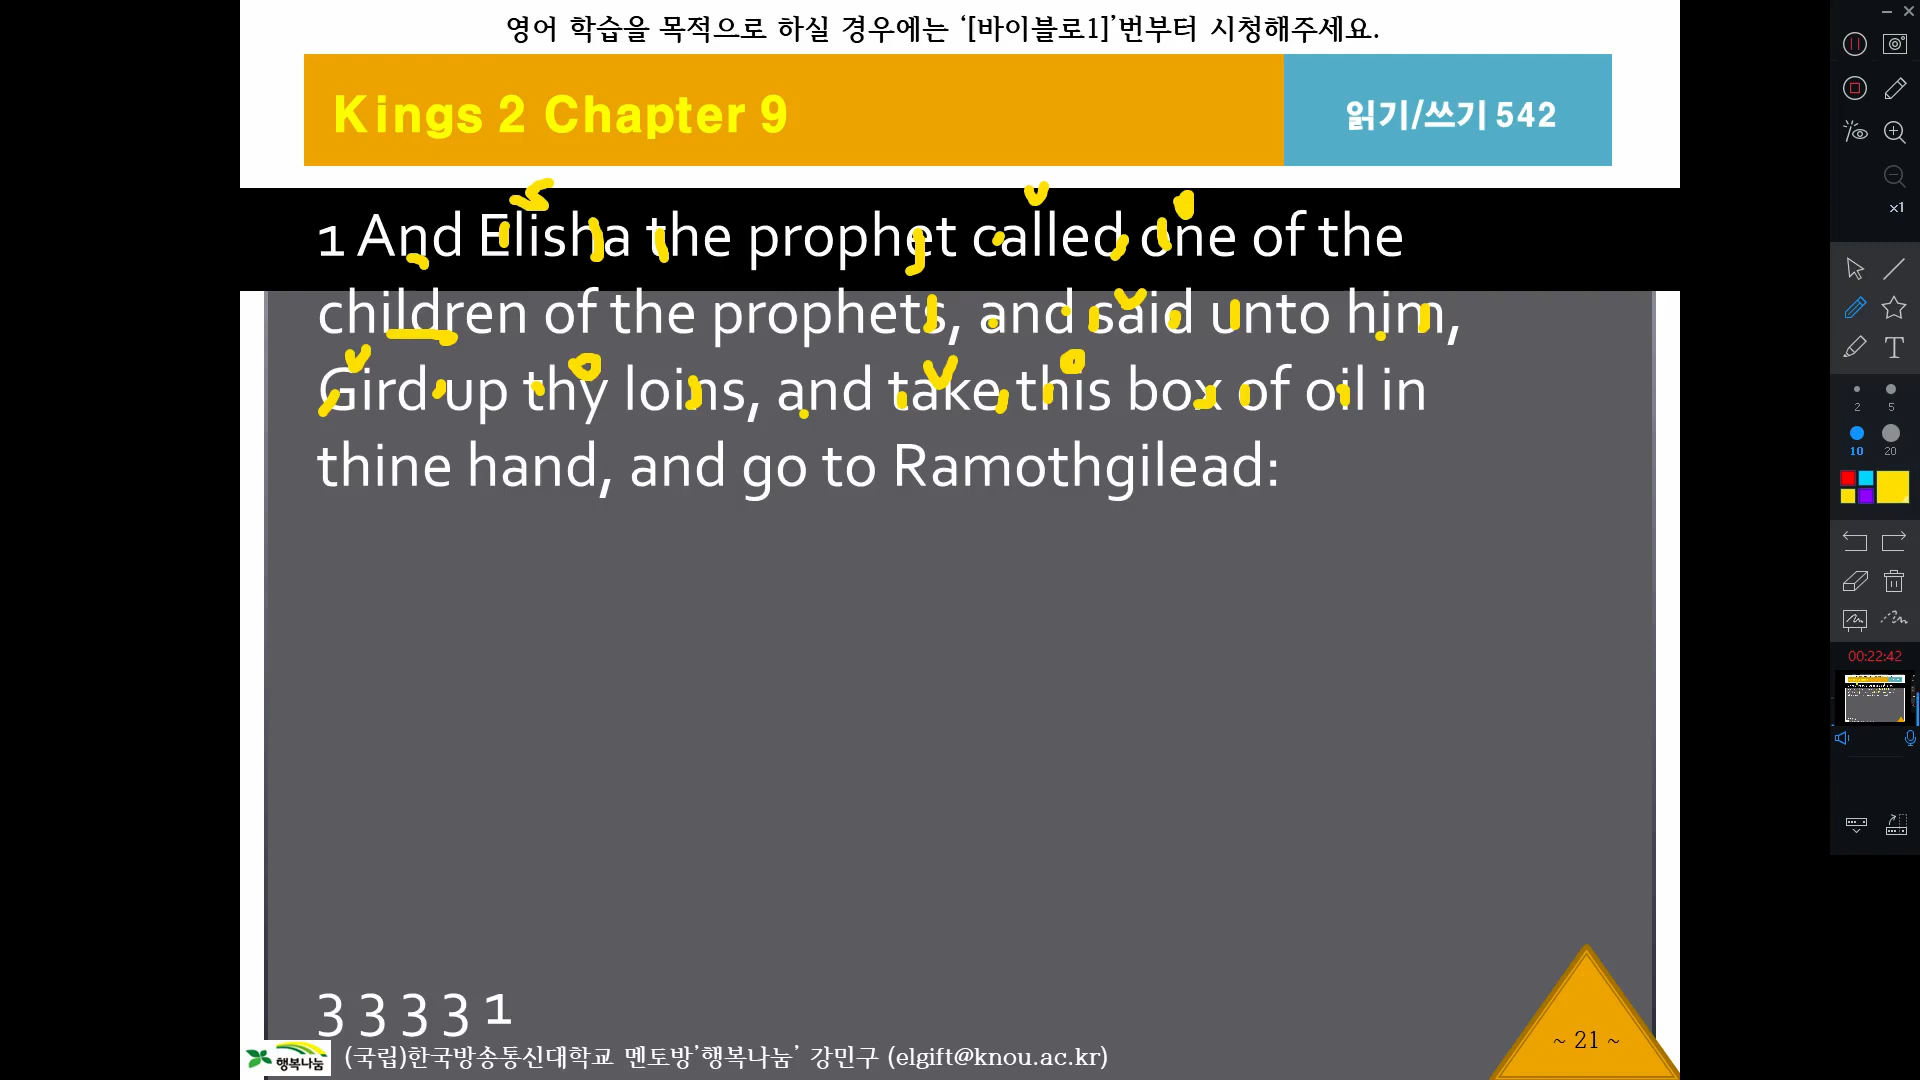 영어 학습을 목적으로 하실 경우에는 ‘[바이블로1]’번부터 시청해주세요.
Kings 2 Chapter 9
읽기/쓰기 542
1 And Elisha the prophet called one of the
children of the prophets, and said unto him,
Gird up thy loins, and take this box of oil in
thine hand, and go to Ramothgilead:
3 3 3 3 1
행복나눔
(국립)한국방송통신대학교 멘토방’행복나눔’ 강민구 (elgift@knou.ac.kr)
~ 21 ~
x1
T
2 5
10 20
00:22:42